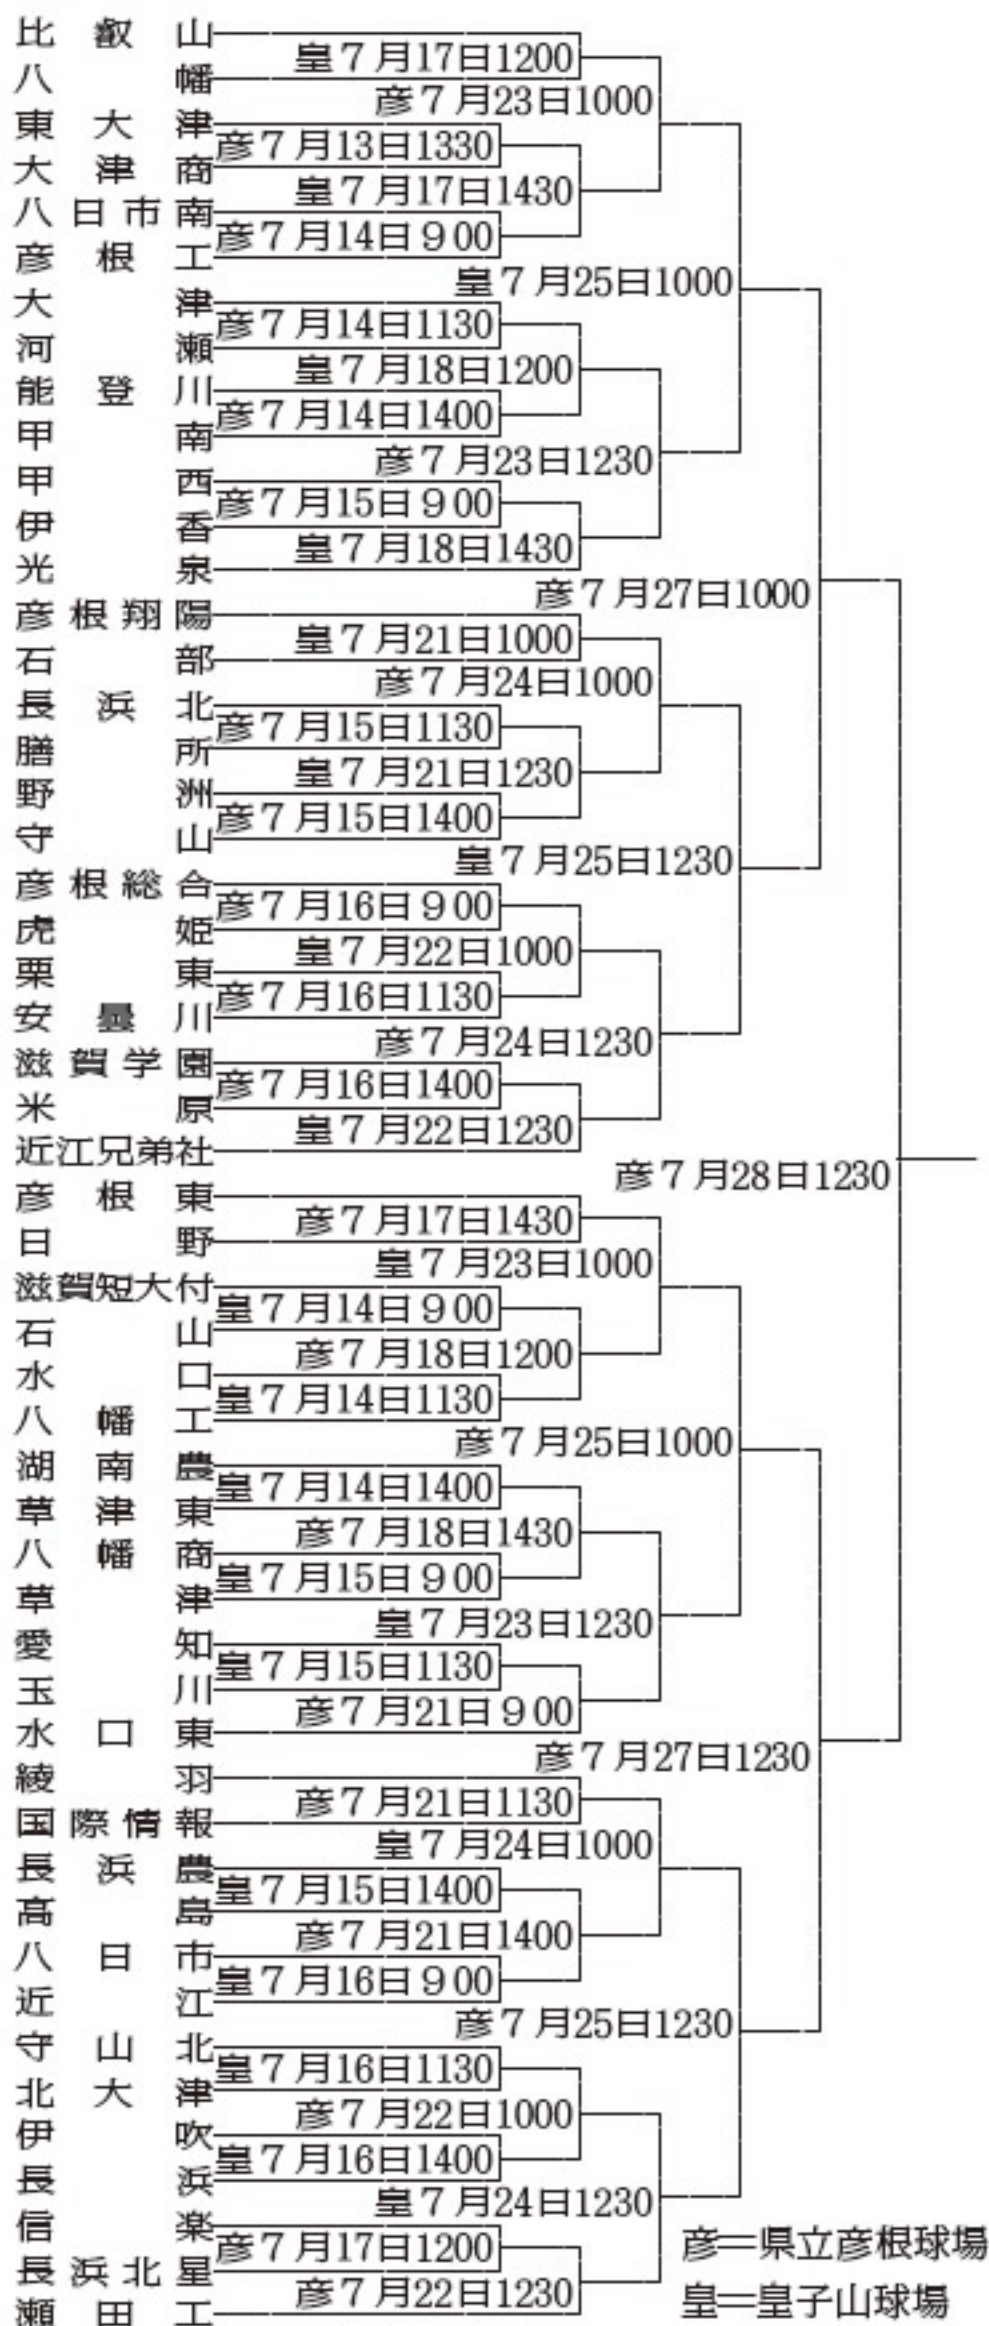 比叡山
皇7月17日1200
八幡
彦7月23日1000
東大津
彦7月13日1330
大津商
皇7月17日1430
八日市南
彦7月14日9 00
彦根工
皇7月25日1000
大津
彦7月14日1130
河瀬
皇7月18日1200
能登川
彦7月14日1400
甲南
彦7月23日1230
甲西
彦7月15日9 00
伊香
皇7月18日1430
光泉
彦7月27日1000
彦根翔陽
皇7月21日1000
石部
彦7月24日1000
長浜北
彦7月15日1130
膳所
皇7月21日1230
野洲
彦7月15日1400
守山
皇7月25日1230
彦根総合
彦7月16日9 00
虎姫
皇7月22日1000
栗東
彦7月16日1130
安曇川
彦7月24日1230
滋賀学園
彦7月16日1400
米原
皇7月22日1230
近江兄弟社
彦7月28日1230
彦根東
彦7月17日1430
日野
皇7月23日1000
滋賀短大付
皇7月14日9 00
石山
彦7月18日1200
水口
皇7月14日1130
八幡工
彦7月25日1000
湖南農
皇7月14日1400
草津東
彦7月18日1430
八幡商
皇7月15日9 00
草津
皇7月23日1230
愛知
皇7月15日1130
玉川
彦7月21日9 00
水口東
彦7月27日1230
綾羽
彦7月21日1130
国際情報
皇7月24日1000
長浜農
皇7月15日1400
高島
彦7月21日1400
八日市
皇7月16日9 00
近江
彦7月25日1230
守山北
皇7月16日1130
北大津
彦7月22日1000
伊吹
皇7月16日1400
長浜
皇7月24日1230
信楽
彦7月17日1200
長浜北星
彦7月22日1230
瀬田工
彦＝県立彦根球場
皇＝皇子山球場